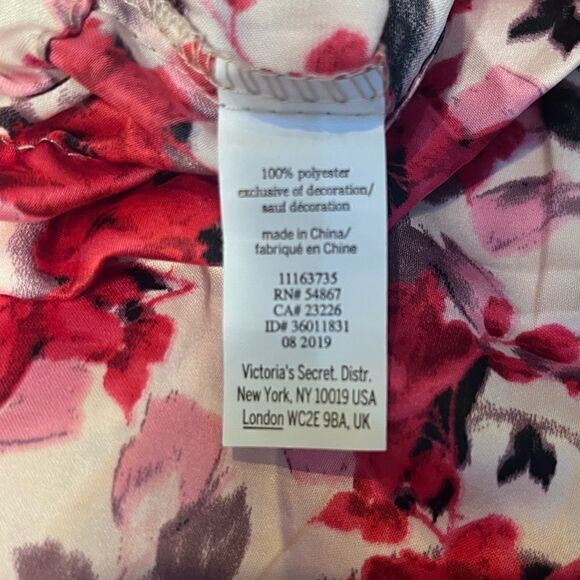 100% polyester
exclusive of decoration/
sauf décoration
made in China/
fabriqué en Chine
11163735
RN# 54867
CA# 23226
ID# 36011831
08 2019
Victoria's Secret. Distr.
New York, NY 10019 USA
London WC2E 9BA, UK